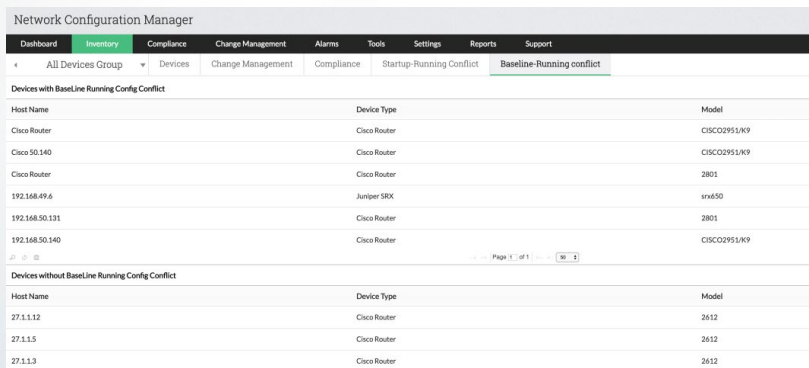 Network Configuration Manager
Dashboard Inventory Compliance Change Management Alarms Tools Settings Reports Support
All Devices Group Devices Change Management Compliance Startup-Running Conflict Baseline-Running conflict
Devices with BaseLine Running Config Conflict
Host Name Device Type Model
CIsco Router Cisco Router CISCO2951/K9
Cisco 50.140 Cisco Router CISCO2951/K9
Cisco Router Cisco Router 2801
192.168.49.6 Juniper SRX srx650
192.168.50.131 Cisco Router 2801
192.168.50.140 Cisco Router CISCO2951/K9
Page 1 of 1 50
Devices without BaseLine Running Config Conflict
Host Name Device Type Model
27.1.1.12 Cisco Router 2612
27.1.1.5 Cisco Router 2612
27.1.1.3 Cisco Router 2612